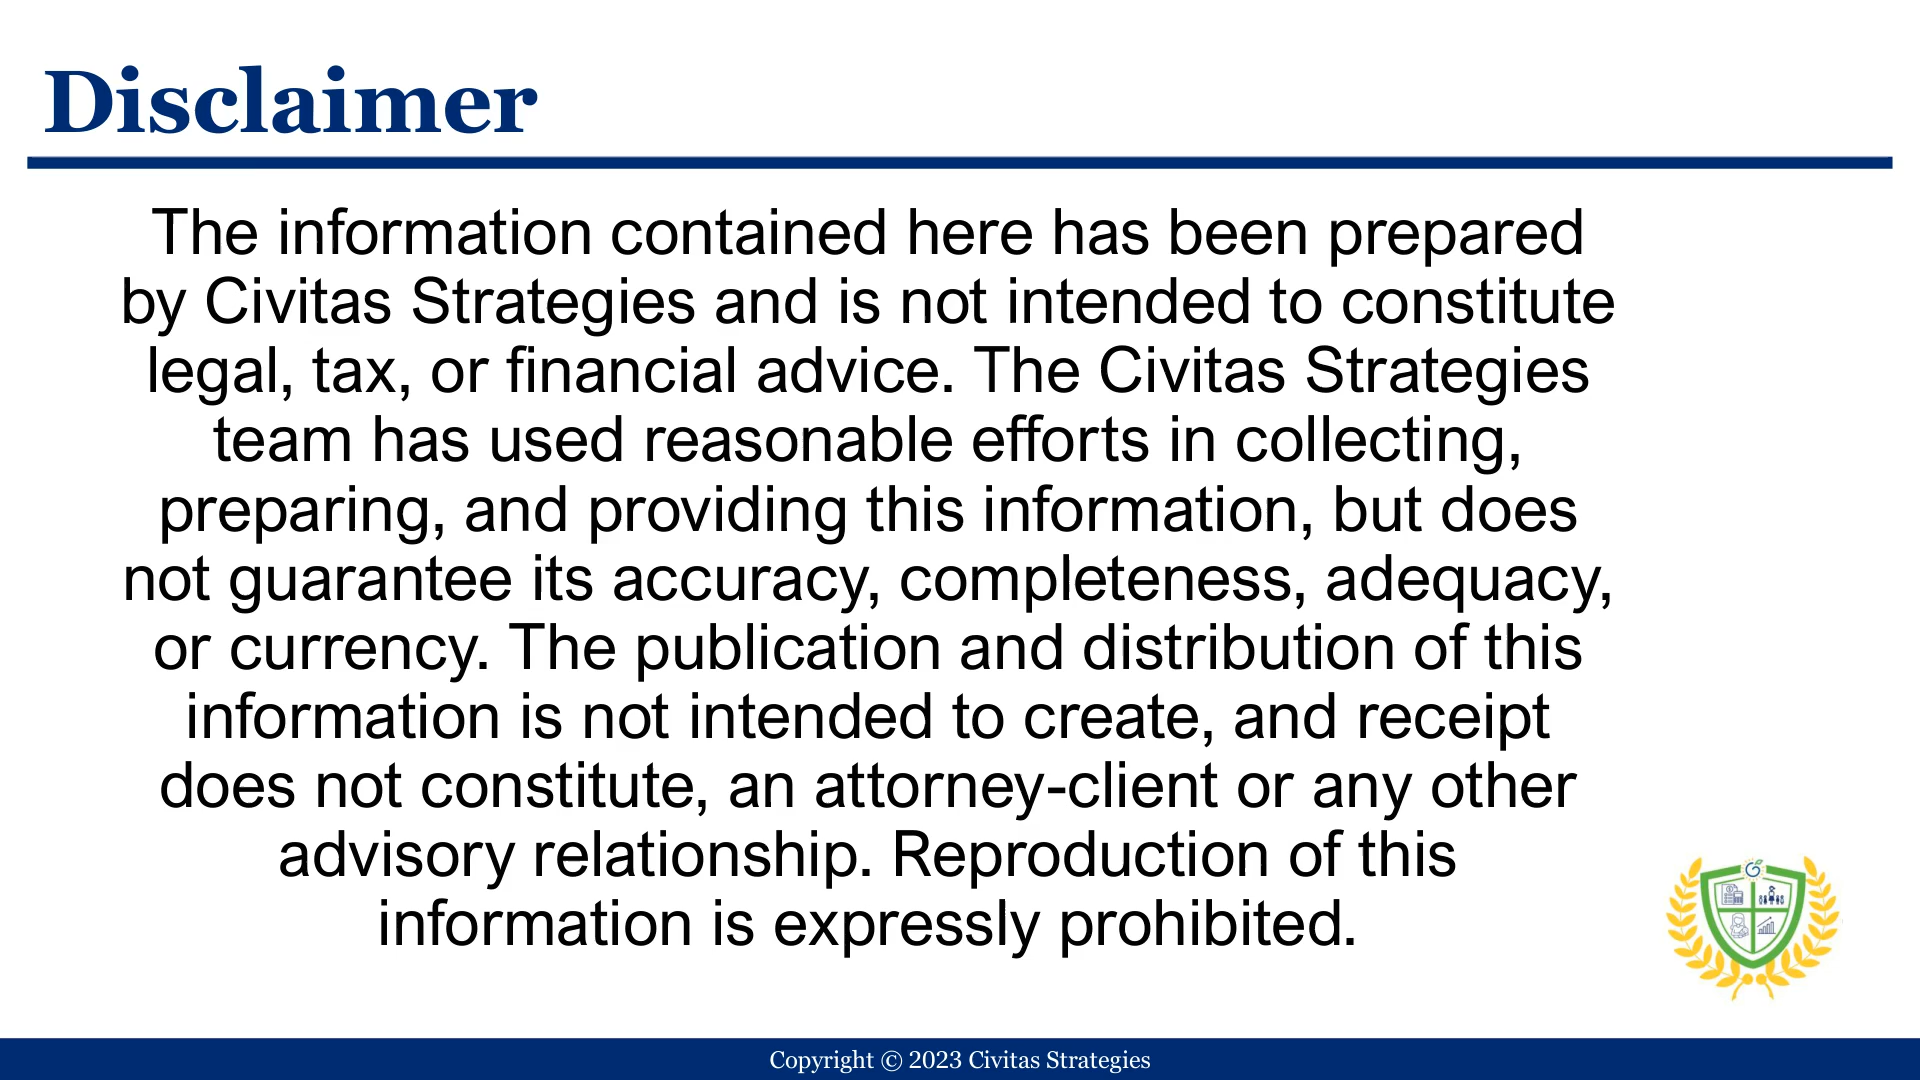 Disclaimer
The information contained here has been prepared
by Civitas Strategies and is not intended to constitute
legal, tax, or financial advice. The Civitas Strategies
team has used reasonable efforts in collecting,
preparing, and providing this information, but does
not guarantee its accuracy, completeness, adequacy,
or currency. The publication and distribution of this
information is not intended to create, and receipt
does not constitute, an attorney-client or any other
advisory relationship. Reproduction of this
information is expressly prohibited.
Copyright © 2023 Civitas Strategies